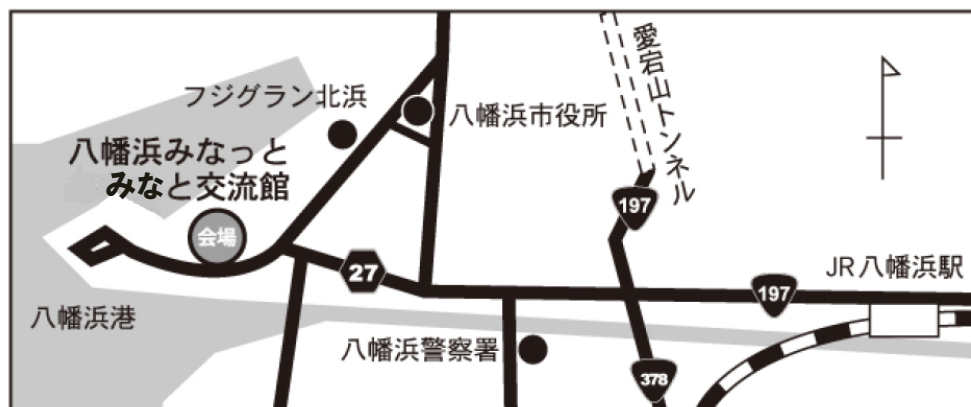 フジグラン北浜
八幡浜市役所
愛宕山トンネル
八幡浜みなっと
みなと交流館
197
会場
27
JR八幡浜駅
197
八幡浜港
八幡浜警察署
378